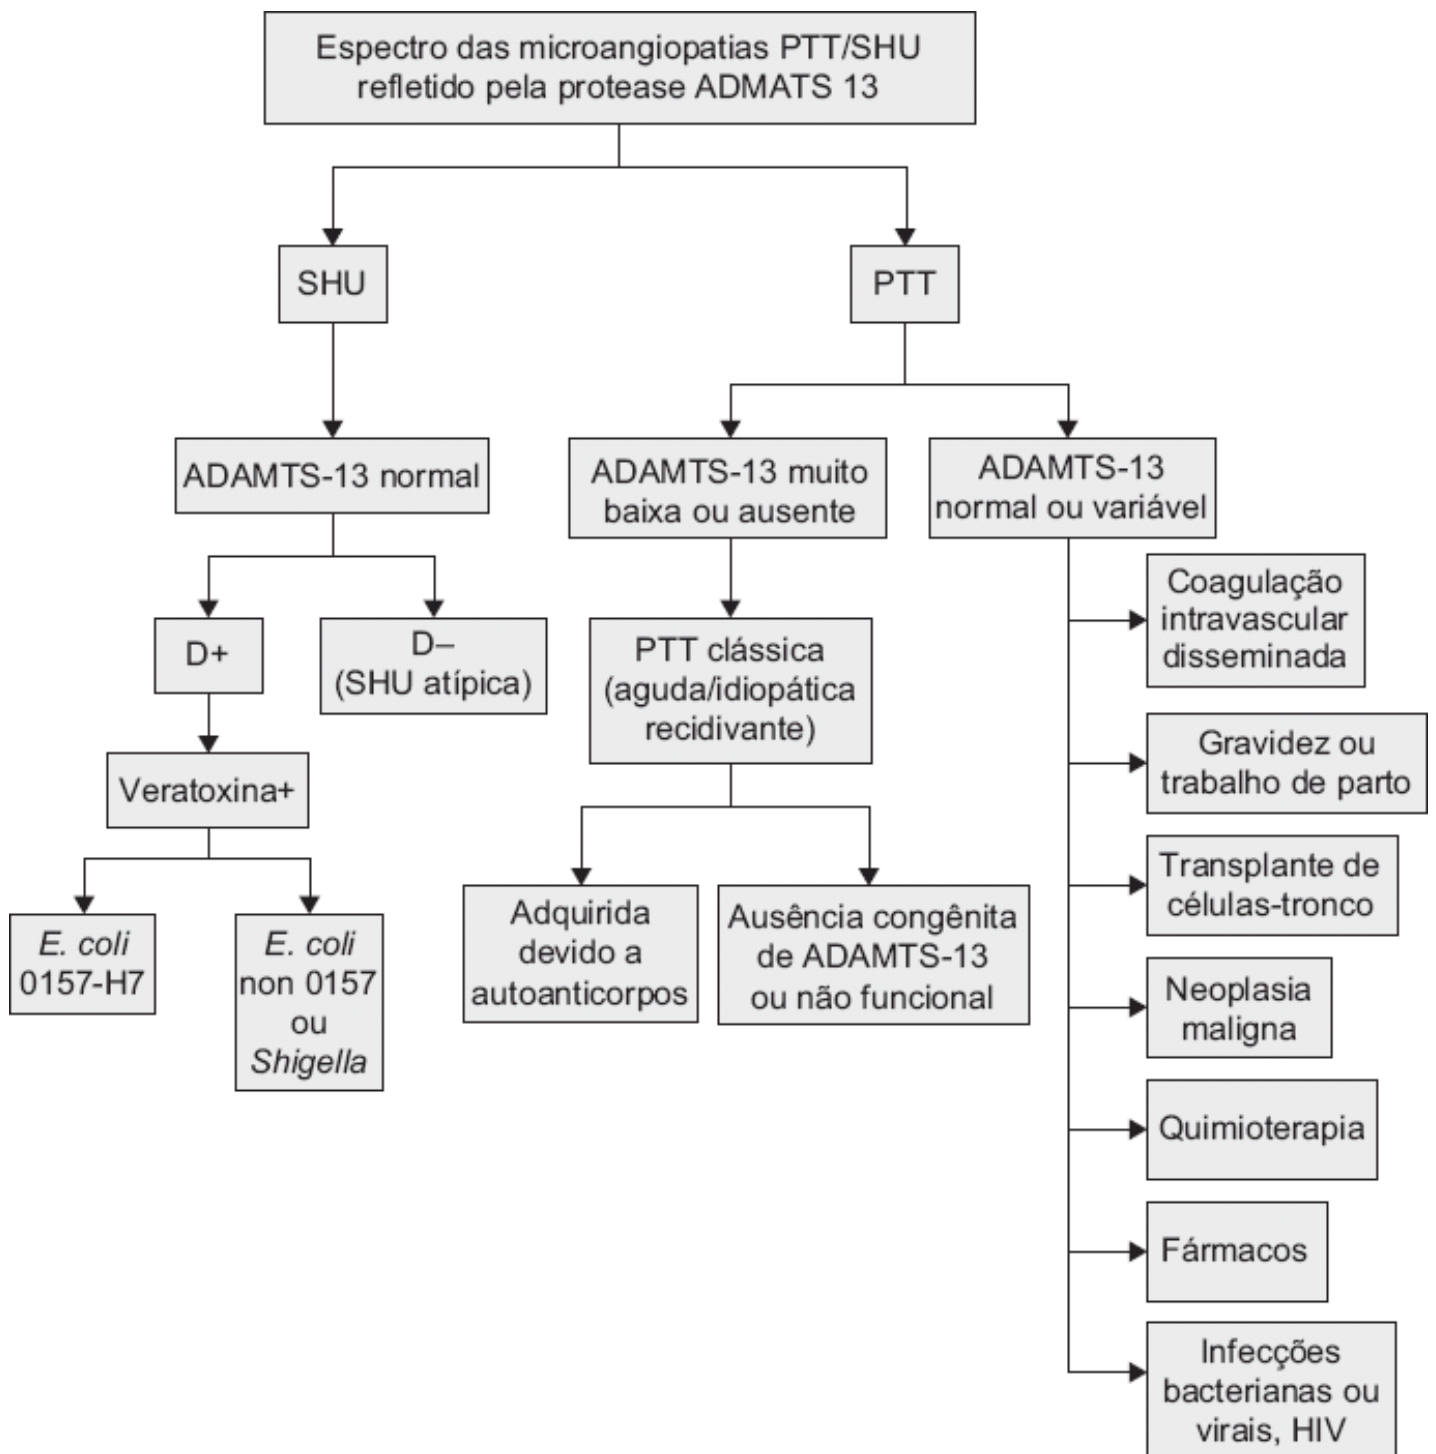 Espectro das microangiopatias PTT/SHU
refletido pela protease ADMATS 13
SHU
PTT
ADAMTS-13 normal
ADAMTS-13 muito
baixa ou ausente
ADAMTS-13
normal ou variável
D+
D–
(SHU atípica)
PTT clássica
(aguda/idiopática
recidivante)
Coagulação
intravascular
disseminada
Veratoxina+
Gravidez ou
trabalho de parto
E. coli
0157-H7
E. coli
non 0157
ou
Shigella
Adquirida
devido a
autoanticorpos
Ausência congênita
de ADAMTS-13
ou não funcional
Transplante de
células-tronco
Neoplasia
maligna
Quimioterapia
Fármacos
Infecções
bacterianas ou
virais, HIV